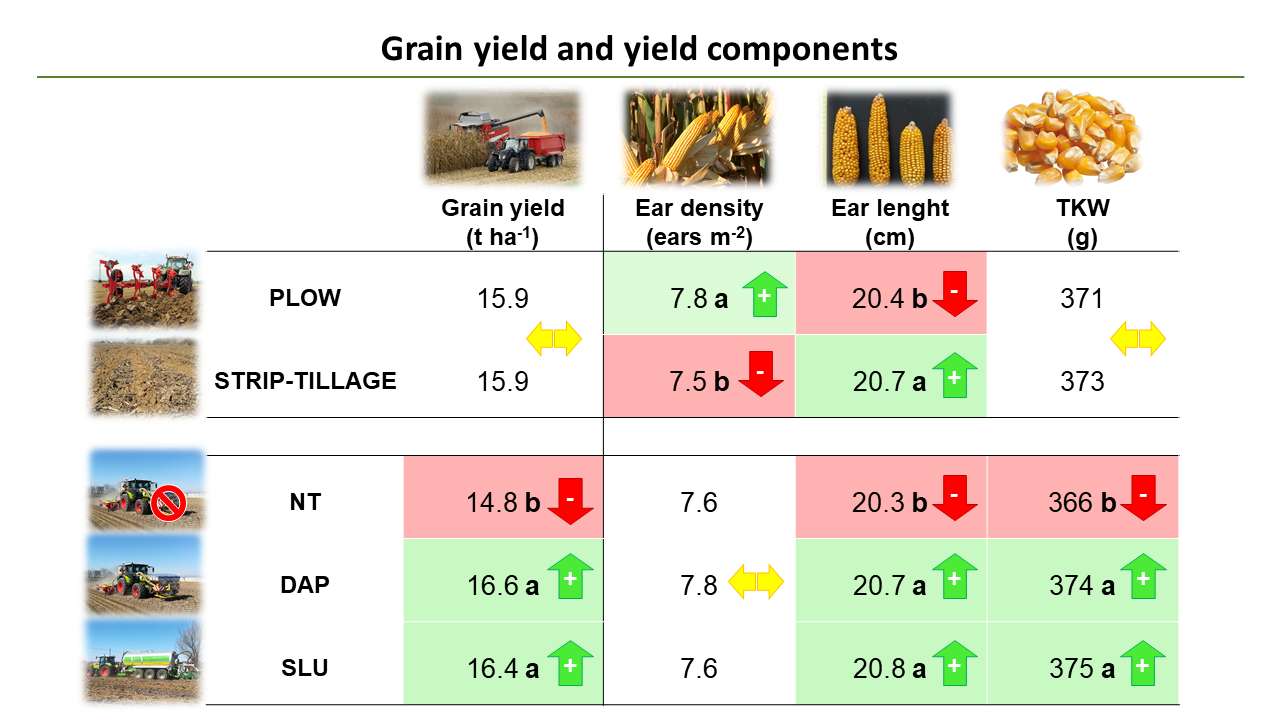 Grain yield and yield components
Grain yield Ear density Ear lenght TKW
(t ha-1) (ears m-2) (cm) (g)
PLOW 15.9 7.8 a + 20.4 b - 371
STRIP-TILLAGE 15.9 7.5 b - 20.7 a + 373
NT 14.8 b - 7.6 20.3 b - 366 b -
DAP 16.6 a + 7.8 20.7 a + 374 a +
SLU 16.4 a + 7.6 20.8 a + 375 a +